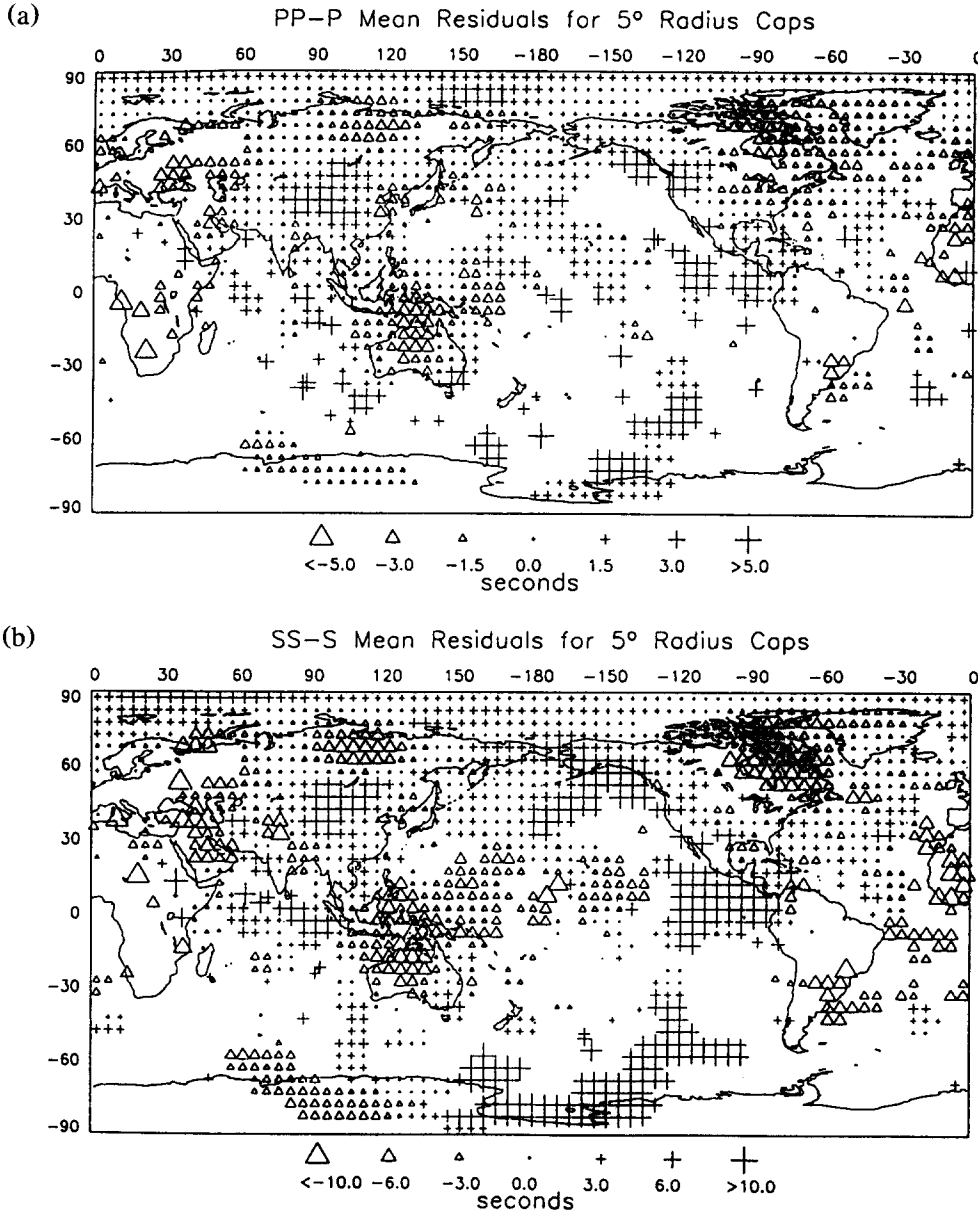 (a)
PP-P Mean Residuals for 5° Radius Caps
0 30 60 90 120 150 -180 -150 -120 -90 -60 -30 0
90
60
30
0
-30
-60
-90
<-5.0 -3.0 -1.5 0.0 1.5 3.0 >5.0
seconds
(b)
SS-S Mean Residuals for 5° Radius Caps
0 30 60 90 120 150 -180 -150 -120 -90 -60 -30 0
90
60
30
0
-30
-60
-90
<-10.0 -6.0 -3.0 0.0 3.0 6.0 >10.0
seconds